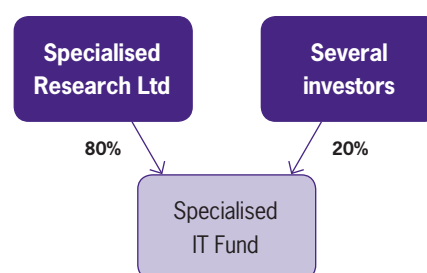 Specialised
Research Ltd
Several
investors
80%
20%
Specialised
IT Fund